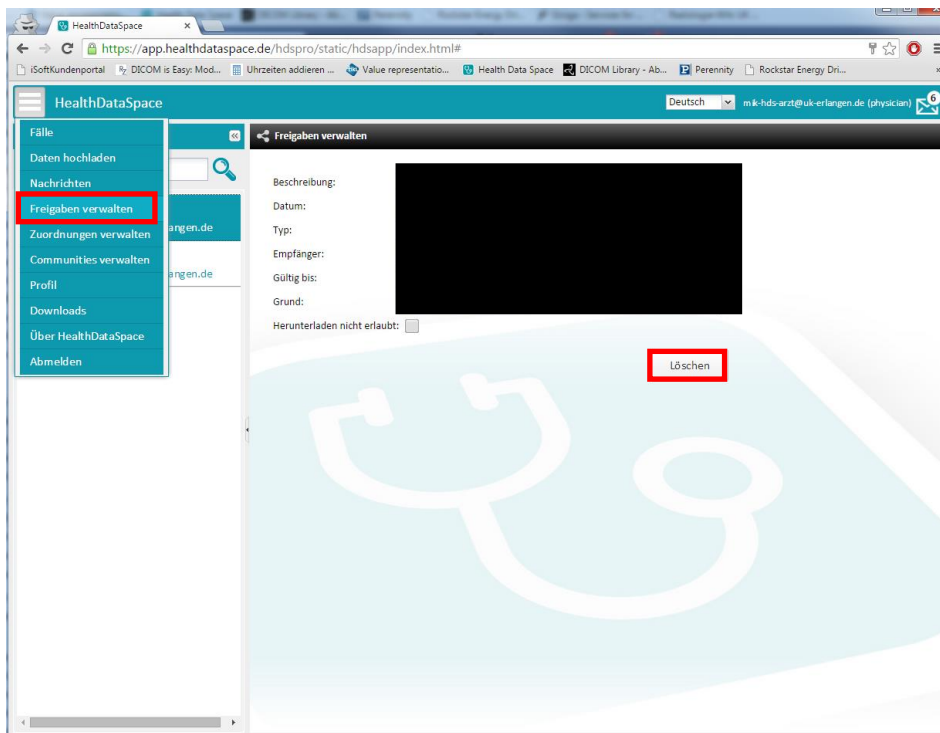 HealthDataSpace ×
https://app.healthdataspace.de/hdspro/static/hdsapp/index.html#
iSoftKundenportal DICOM is Easy: Mod... Uhrzeiten addieren ... Value representatio... Health Data Space DICOM Library - Ab... Perennity Rockstar Energy Dri... »
HealthDataSpace Deutsch mik-hds-arzt@uk-erlangen.de (physician) 6
Fälle
Daten hochladen
Nachrichten
Freigaben verwalten
Zuordnungen verwalten
Communities verwalten
Profil
Downloads
Über HealthDataSpace
Abmelden
angen.de
angen.de
Freigaben verwalten
Beschreibung:
Datum:
Typ:
Empfänger:
Gültig bis:
Grund:
Herunterladen nicht erlaubt:
Löschen